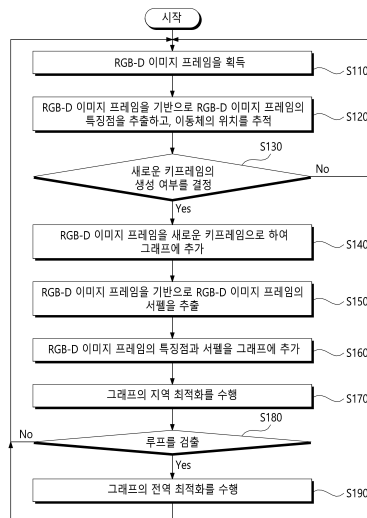 시작
RGB-D 이미지 프레임을 획득
S110
RGB-D 이미지 프레임을 기반으로 RGB-D 이미지 프레임의
특징점을 추출하고, 이동체의 위치를 추적
S120
S130
새로운 키프레임의
생성 여부를 결정
No
Yes
RGB-D 이미지 프레임을 새로운 키프레임으로 하여
그래프에 추가
S140
RGB-D 이미지 프레임을 기반으로 RGB-D 이미지 프레임의
서펠을 추출
S150
RGB-D 이미지 프레임의 특징점과 서펠을 그래프에 추가
S160
그래프의 지역 최적화를 수행
S170
S180
No
루프를 검출
Yes
그래프의 전역 최적화를 수행
S190